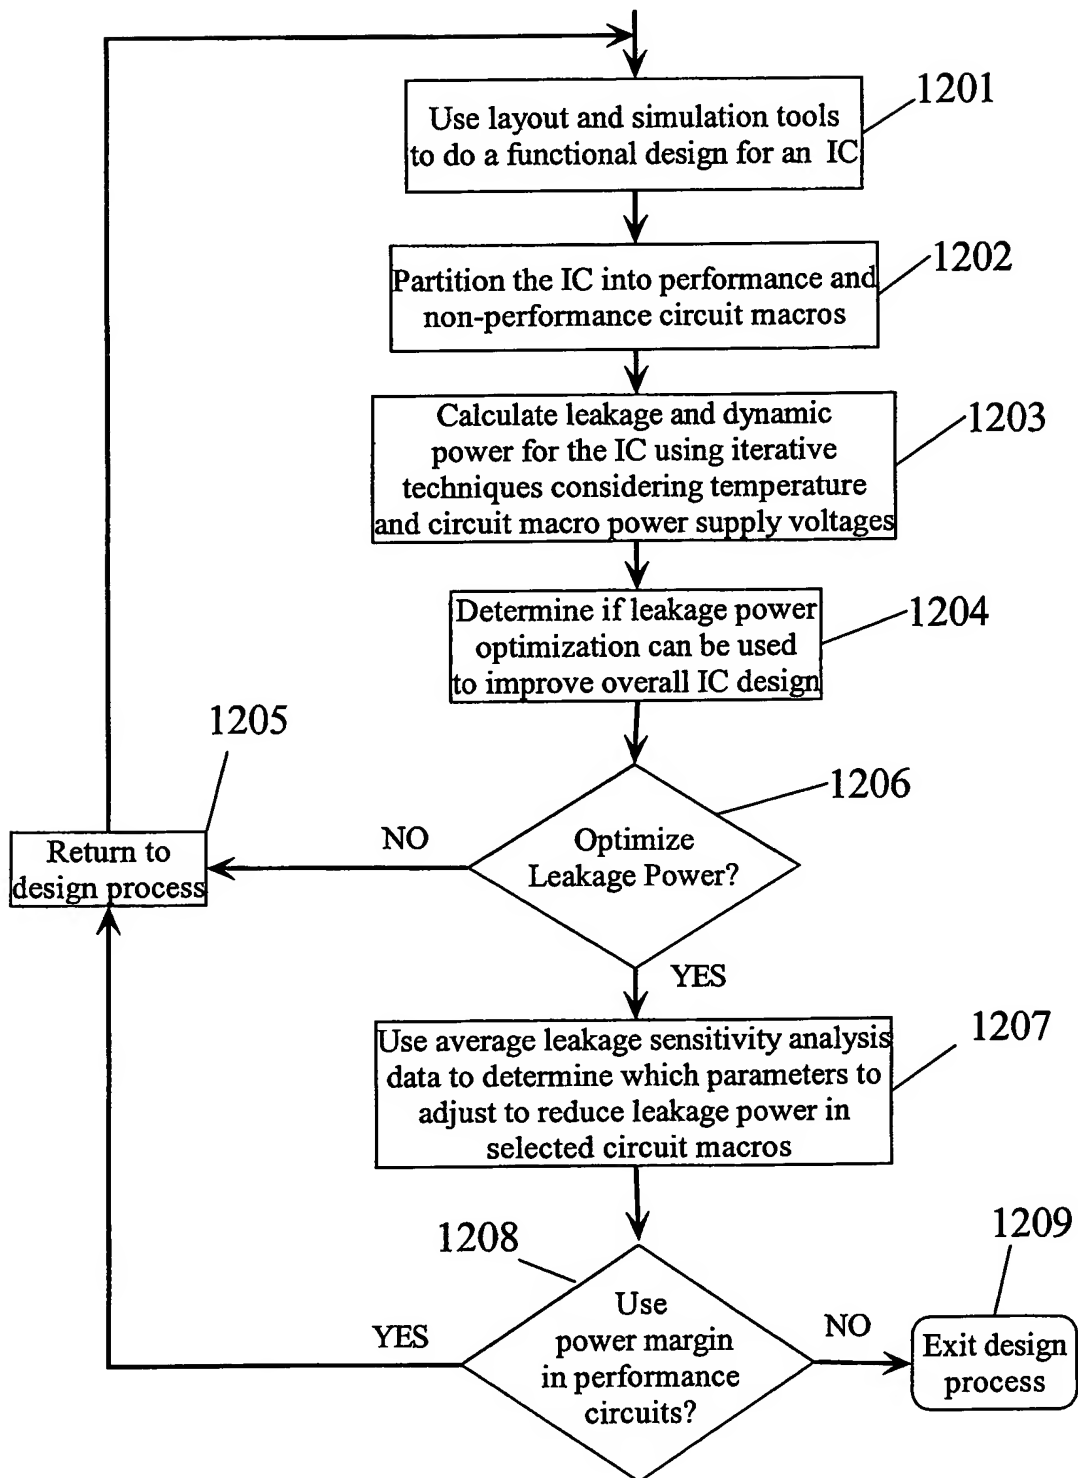 1201
Use layout and simulation tools
to do a functional design for an IC
1202
Partition the IC into performance and
non-performance circuit macros
1203
Calculate leakage and dynamic
power for the IC using iterative
techniques considering temperature
and circuit macro power supply voltages
1204
Determine if leakage power
optimization can be used
to improve overall IC design
1205
Return to
design process
1206
NO
Optimize
Leakage Power?
YES
1207
Use average leakage sensitivity analysis
data to determine which parameters to
adjust to reduce leakage power in
selected circuit macros
1208
YES
Use
power margin
in performance
circuits?
NO
1209
Exit design
process